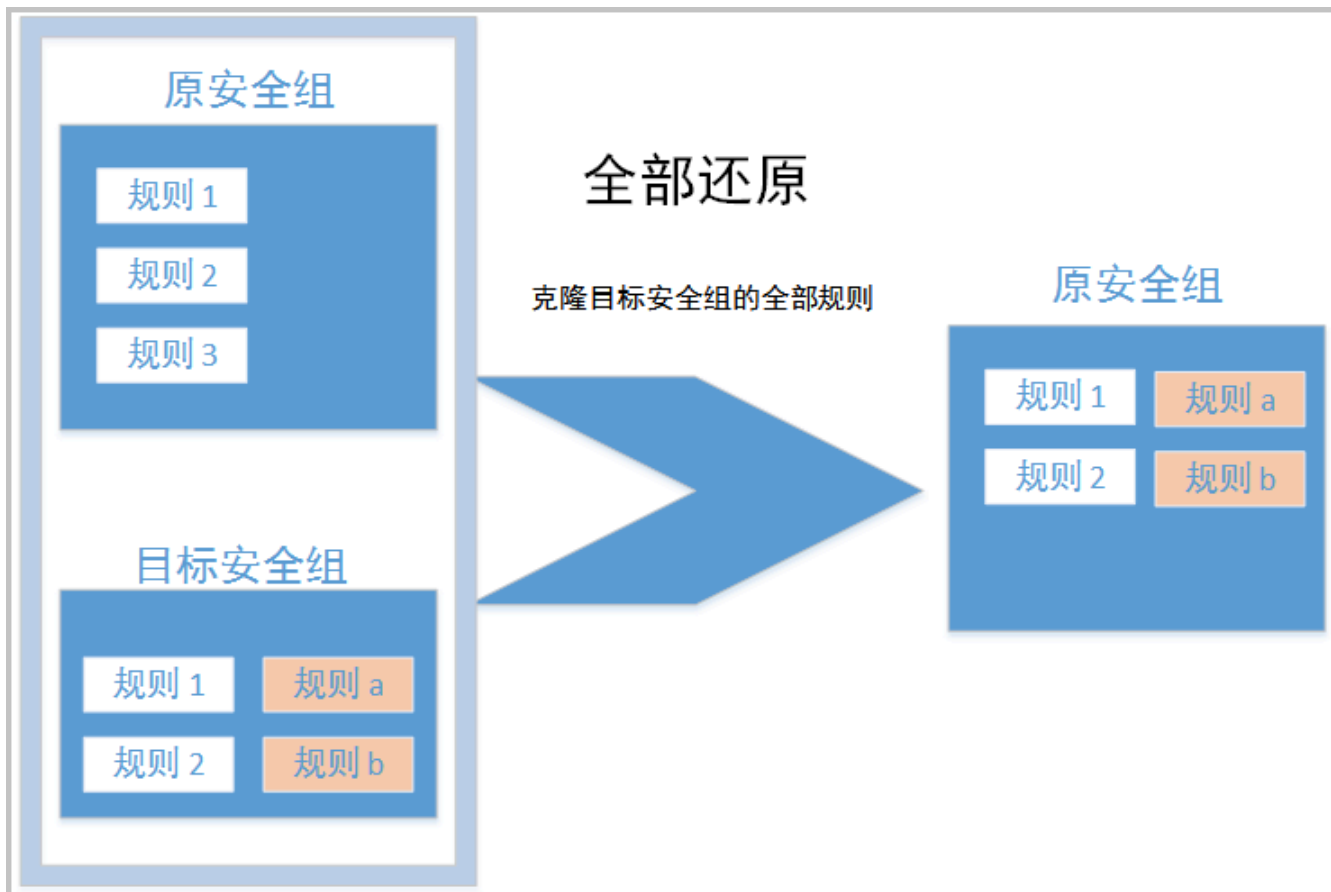 原安全组
规则 1
规则 2
规则 3
目标安全组
规则 1 规则 a
规则 2 规则 b
全部还原
克隆目标安全组的全部规则
原安全组
规则 1 规则 a
规则 2 规则 b